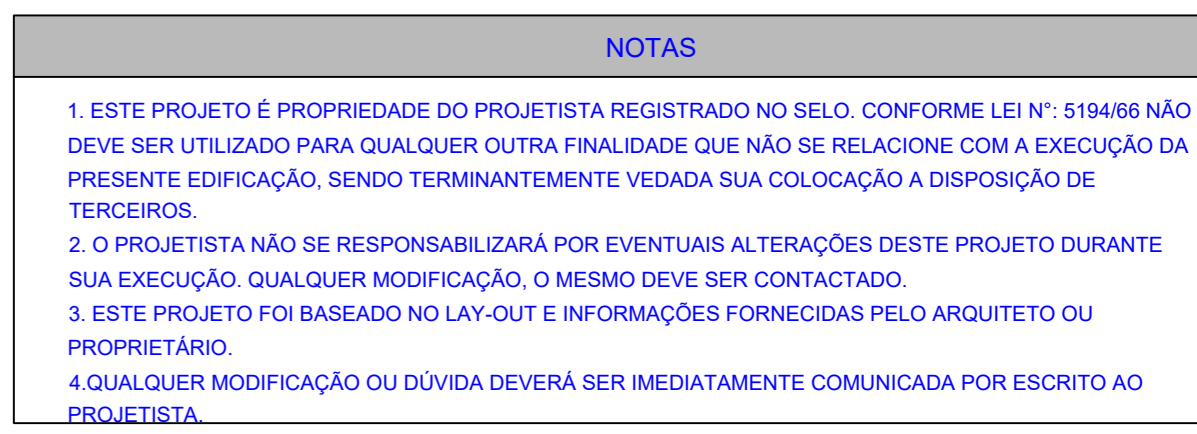 NOTAS
1. ESTE PROJETO É PROPRIEDADE DO PROJETISTA REGISTRADO NO SELO. CONFORME LEI N°: 5194/66 NÃO
DEVE SER UTILIZADO PARA QUALQUER OUTRA FINALIDADE QUE NÃO SE RELACIONE COM A EXECUÇÃO DA
PRESENTE EDIFICAÇÃO, SENDO TERMINANTEMENTE VEDADA SUA COLOCAÇÃO A DISPOSIÇÃO DE
TERCEIROS.
2. O PROJETISTA NÃO SE RESPONSABILIZARÁ POR EVENTUAIS ALTERAÇÕES DESTE PROJETO DURANTE
SUA EXECUÇÃO. QUALQUER MODIFICAÇÃO, O MESMO DEVE SER CONTACTADO.
3. ESTE PROJETO FOI BASEADO NO LAY-OUT E INFORMAÇÕES FORNECIDAS PELO ARQUITETO OU
PROPRIETÁRIO.
4.QUALQUER MODIFICAÇÃO OU DÚVIDA DEVERÁ SER IMEDIATAMENTE COMUNICADA POR ESCRITO AO
PROJETISTA.